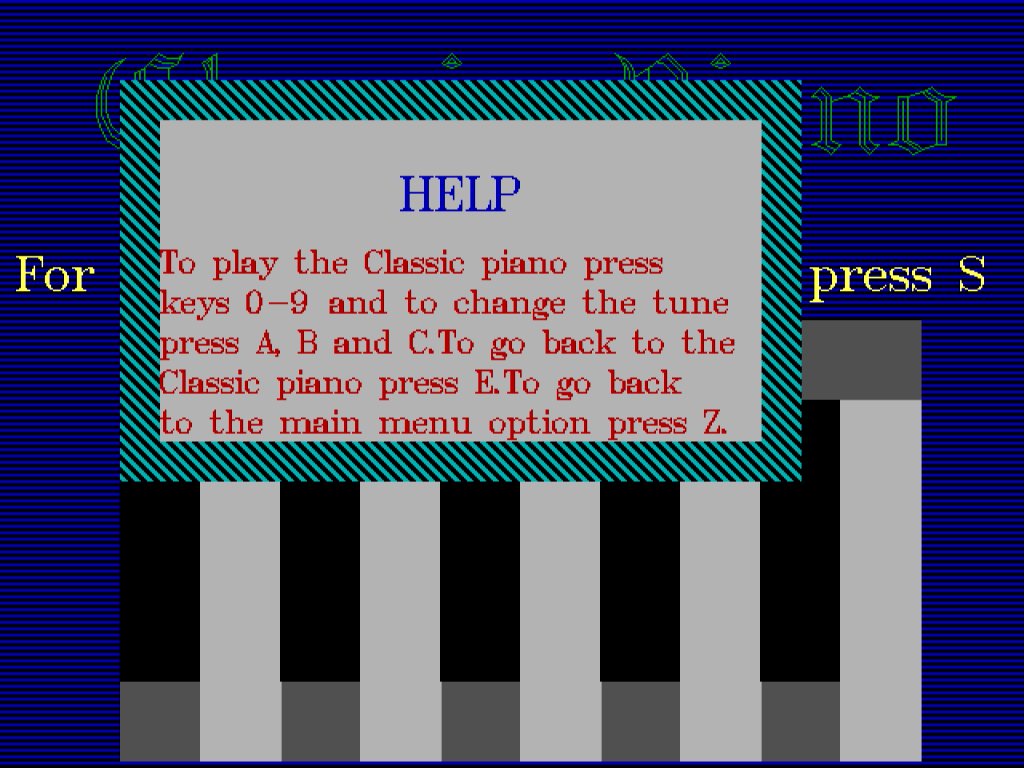 no
HELP
For press S
To play the Classic piano press
keys 0-9 and to change the tune
press A, B and C.To go back to the
Classic piano press E.To go back
to the main menu option press Z.